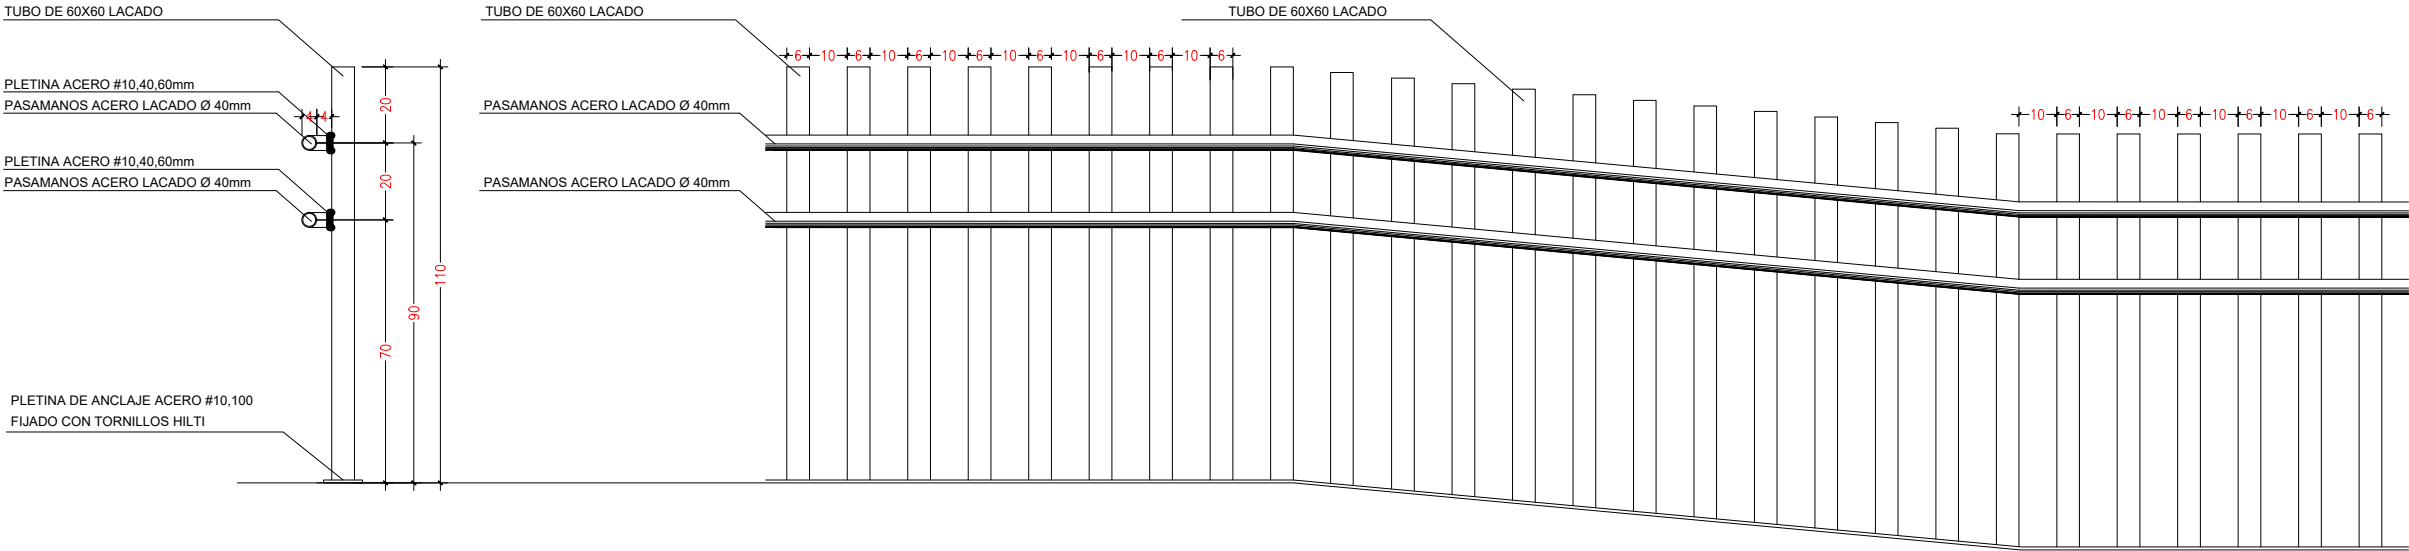 TUBO DE 60X60 LACADO
PLETINA ACERO #10,40,60mm
PASAMANOS ACERO LACADO Ø 40mm
PLETINA ACERO #10,40,60mm
PASAMANOS ACERO LACADO Ø 40mm
PLETINA DE ANCLAJE ACERO #10,100
FIJADO CON TORNILLOS HILTI
4 4
20
20
70
90
110
TUBO DE 60X60 LACADO
PASAMANOS ACERO LACADO Ø 40mm
PASAMANOS ACERO LACADO Ø 40mm
6 10 6 10 6 10 6 10 6 10 6 10 6 10 6
TUBO DE 60X60 LACADO
10 6 10 6 10 6 10 6 10 6 10 6